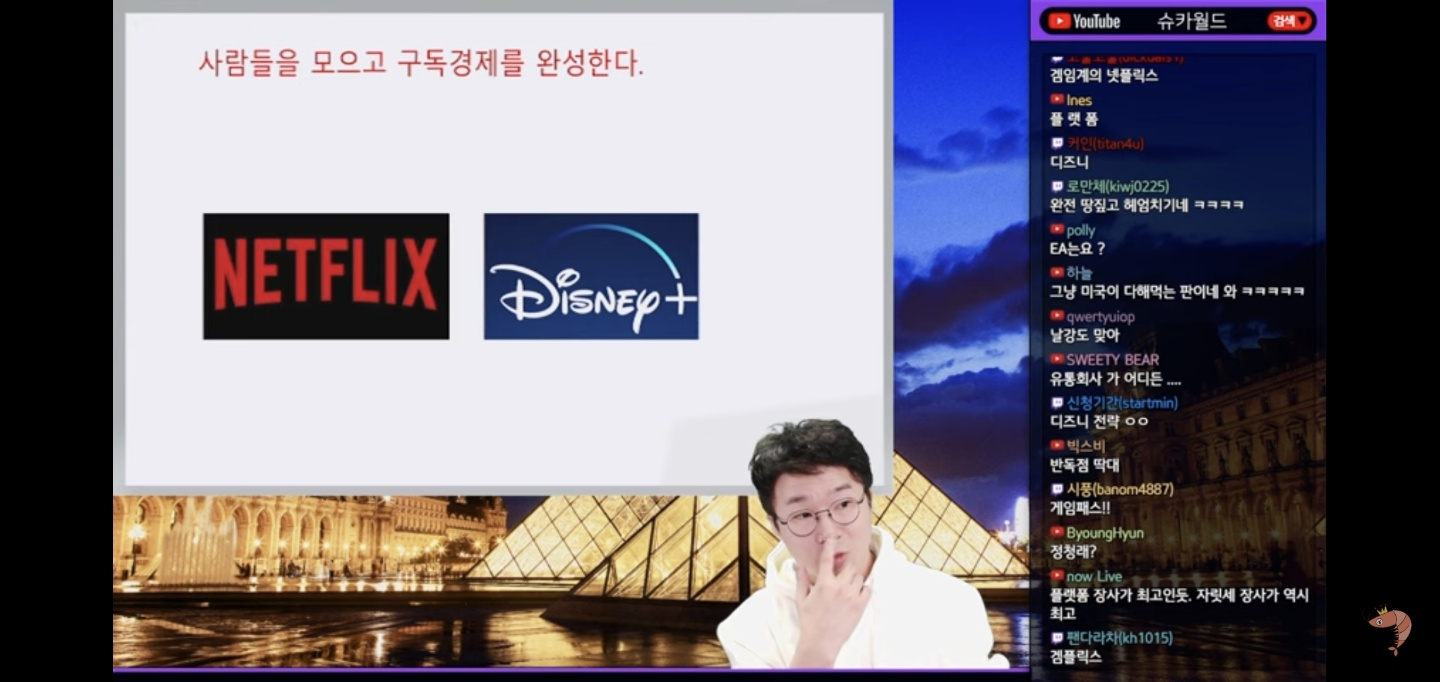 사람들을 모으고 구독경제를 완성한다.
NETFLIX
Disney+
YouTube 슈카월드 검색
겜임계의 넷플릭스
Ines
플 랫 폼
커인(titan4u)
디즈니
로만체(kiwj0225)
완전 땅짚고 헤엄치기네 ㅋㅋㅋㅋ
polly
EA는요 ?
하늘
그냥 미국이 다해먹는 판이네 와 ㅋㅋㅋㅋㅋ
qwertyuiop
날강도 맞아
SWEETY BEAR
유통회사 가 어디든 ....
신청기간(startmin)
디즈니 전략 ㅇㅇ
빅스비
반독점 딱대
시풍(banom4887)
게임패스!!
ByoungHyun
정청래?
now Live
플랫폼 장사가 최고인듯. 자릿세 장사가 역시
최고
팬다라차(kh1015)
겜플릭스